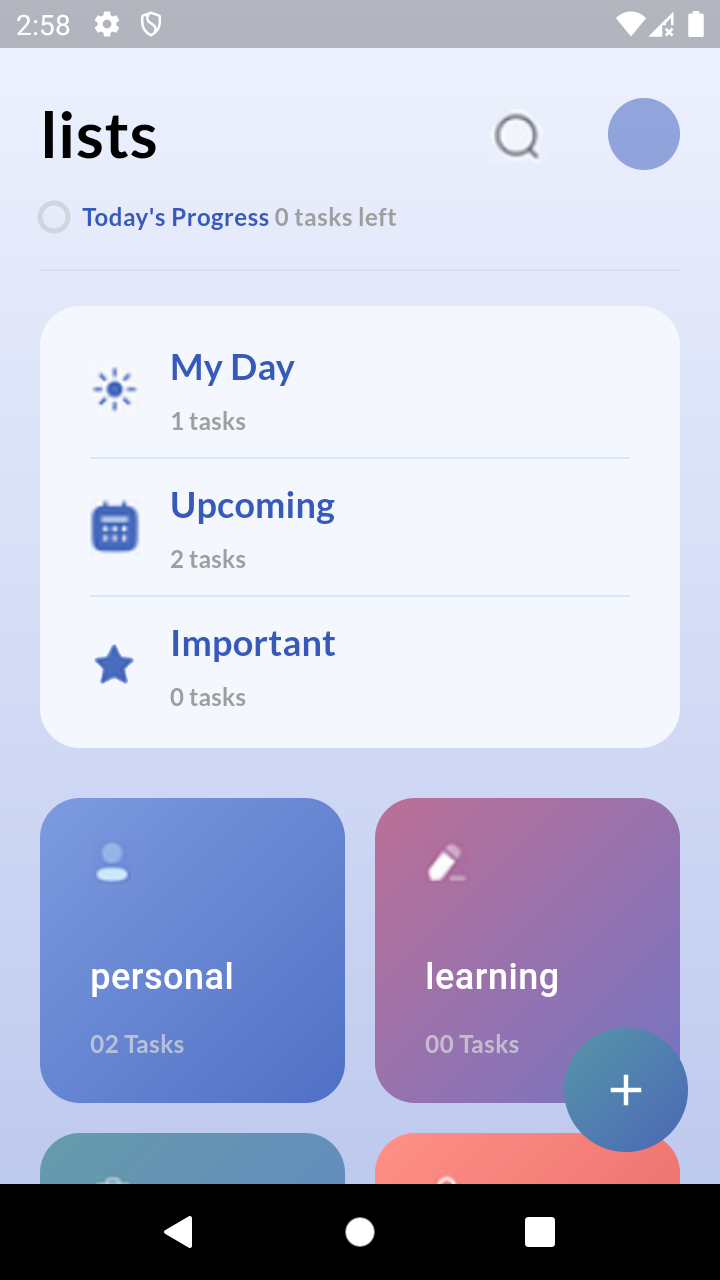 2:58
lists
Today's Progress 0 tasks left
My Day
1 tasks
Upcoming
2 tasks
Important
0 tasks
personal
02 Tasks
learning
00 Tasks